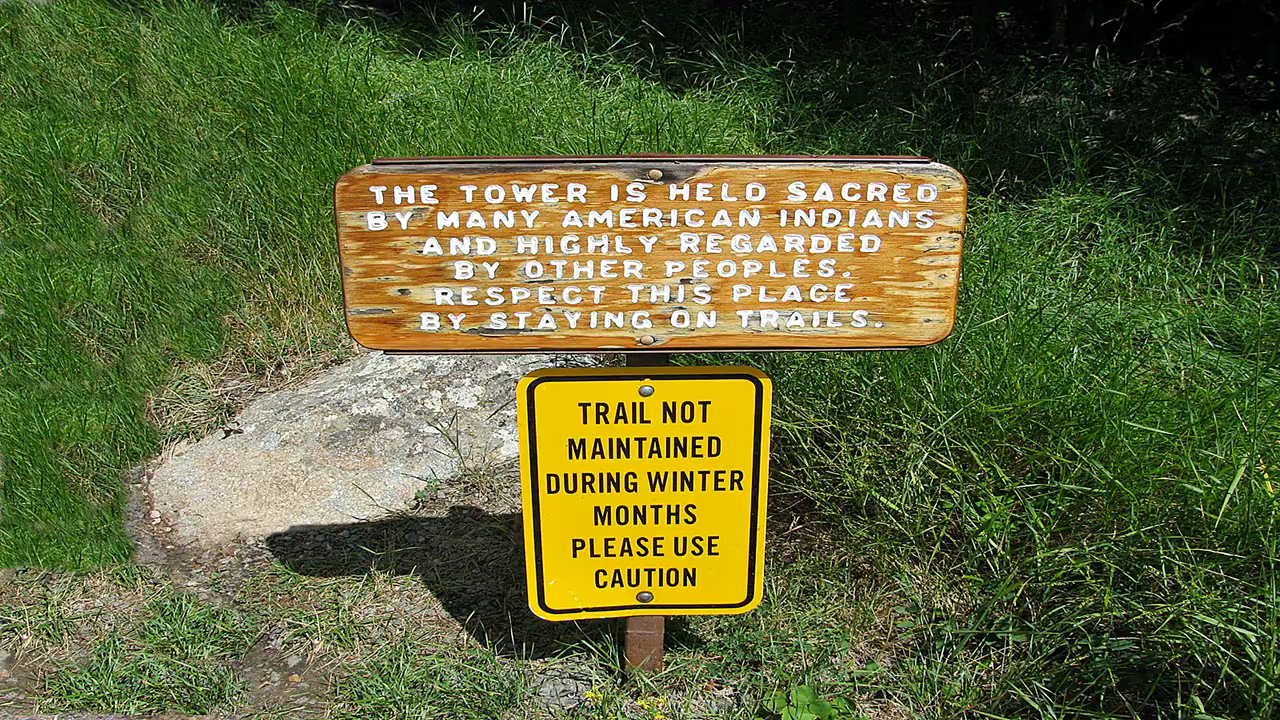 THE TOWER IS HELD SACRED
BY MANY AMERICAN INDIANS
AND HIGHLY REGARDED
BY OTHER PEOPLES.
RESPECT THIS PLACE
BY STAYING ON TRAILS.
TRAIL NOT
MAINTAINED
DURING WINTER
MONTHS
PLEASE USE
CAUTION